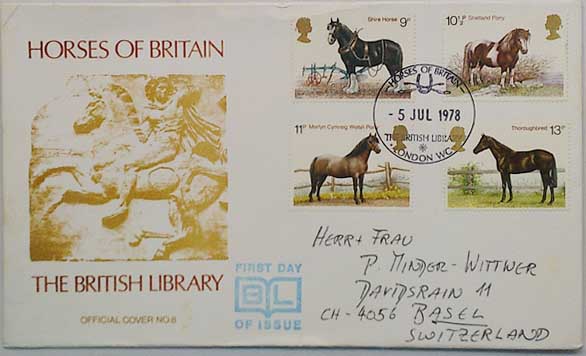 HORSES OF BRITAIN
THE BRITISH LIBRARY
OFFICIAL COVER NO 8
FIRST DAY
BL
OF ISSUE
Shire Horse 9P
Shetland Pony 10½P
11P Merlyn Cymreig Welsh Pony
Thoroughbred 13P
HORSES OF BRITAIN
- 5 JUL 1978
THE BRITISH LIBRARY
LONDON WC
HERR + FRAU
P. MINDER-WITTWER
DAVIDSRAIN 11
CH-4056 BASEL
SWITZERLAND